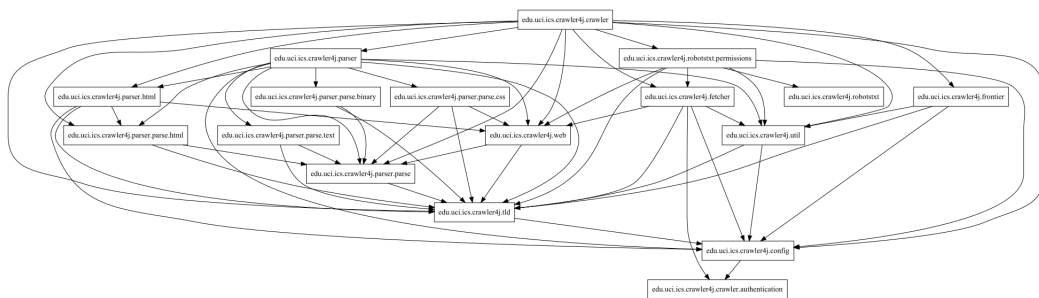 edu.uci.ics.crawler4j.crawler
edu.uci.ics.crawler4j.parser
edu.uci.ics.crawler4j.robotstxt.permissions
edu.uci.ics.crawler4j.parser.html
edu.uci.ics.crawler4j.parser.parse.binary
edu.uci.ics.crawler4j.parser.parse.css
edu.uci.ics.crawler4j.fetcher
edu.uci.ics.crawler4j.robotstxt
edu.uci.ics.crawler4j.frontier
edu.uci.ics.crawler4j.parser.parse.html
edu.uci.ics.crawler4j.parser.parse.text
edu.uci.ics.crawler4j.web
edu.uci.ics.crawler4j.util
edu.uci.ics.crawler4j.parser.parse
edu.uci.ics.crawler4j.tld
edu.uci.ics.crawler4j.config
edu.uci.ics.crawler4j.crawler.authentication